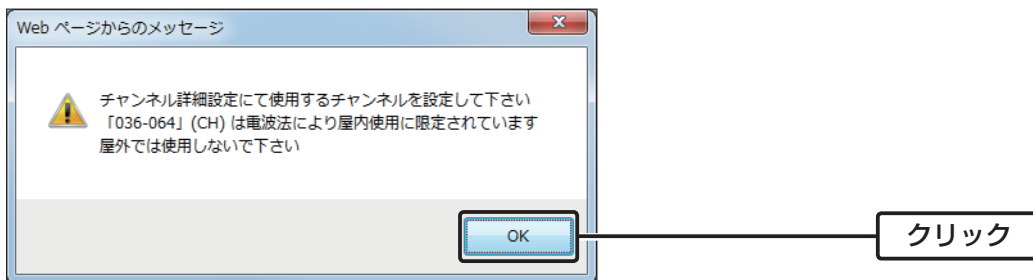 Web ページからのメッセージ
チャンネル詳細設定にて使用するチャンネルを設定して下さい
「036-064」(CH) は電波法により屋内使用に限定されています
屋外では使用しないで下さい
OK
クリック